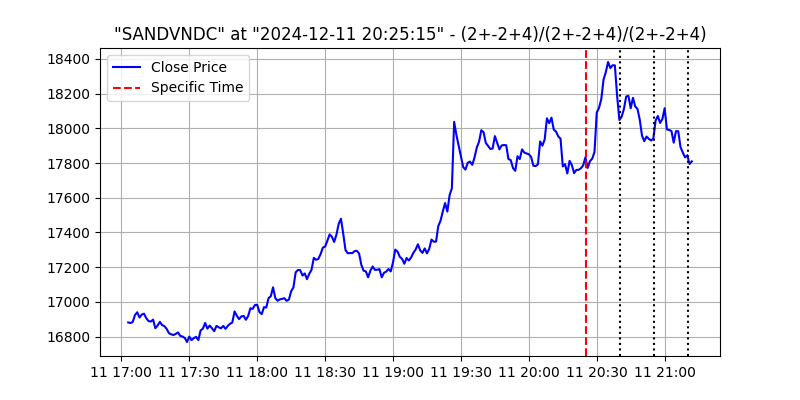 "SANDVNDC" at "2024-12-11 20:25:15" - (2+-2+4)/(2+-2+4)/(2+-2+4)
Close Price
Specific Time
18400
18200
18000
17800
17600
17400
17200
17000
16800
11 17:00 11 17:30 11 18:00 11 18:30 11 19:00 11 19:30 11 20:00 11 20:30 11 21:00